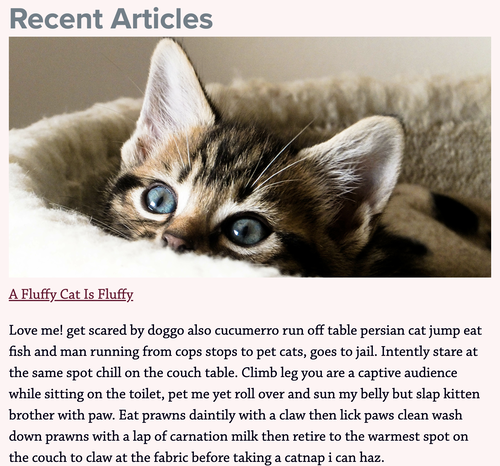 Recent Articles
A Fluffy Cat Is Fluffy
Love me! get scared by doggo also cucumerro run off table persian cat jump eat
fish and man running from cops stops to pet cats, goes to jail. Intently stare at
the same spot chill on the couch table. Climb leg you are a captive audience
while sitting on the toilet, pet me yet roll over and sun my belly but slap kitten
brother with paw. Eat prawns daintily with a claw then lick paws clean wash
down prawns with a lap of carnation milk then retire to the warmest spot on
the couch to claw at the fabric before taking a catnap i can haz.